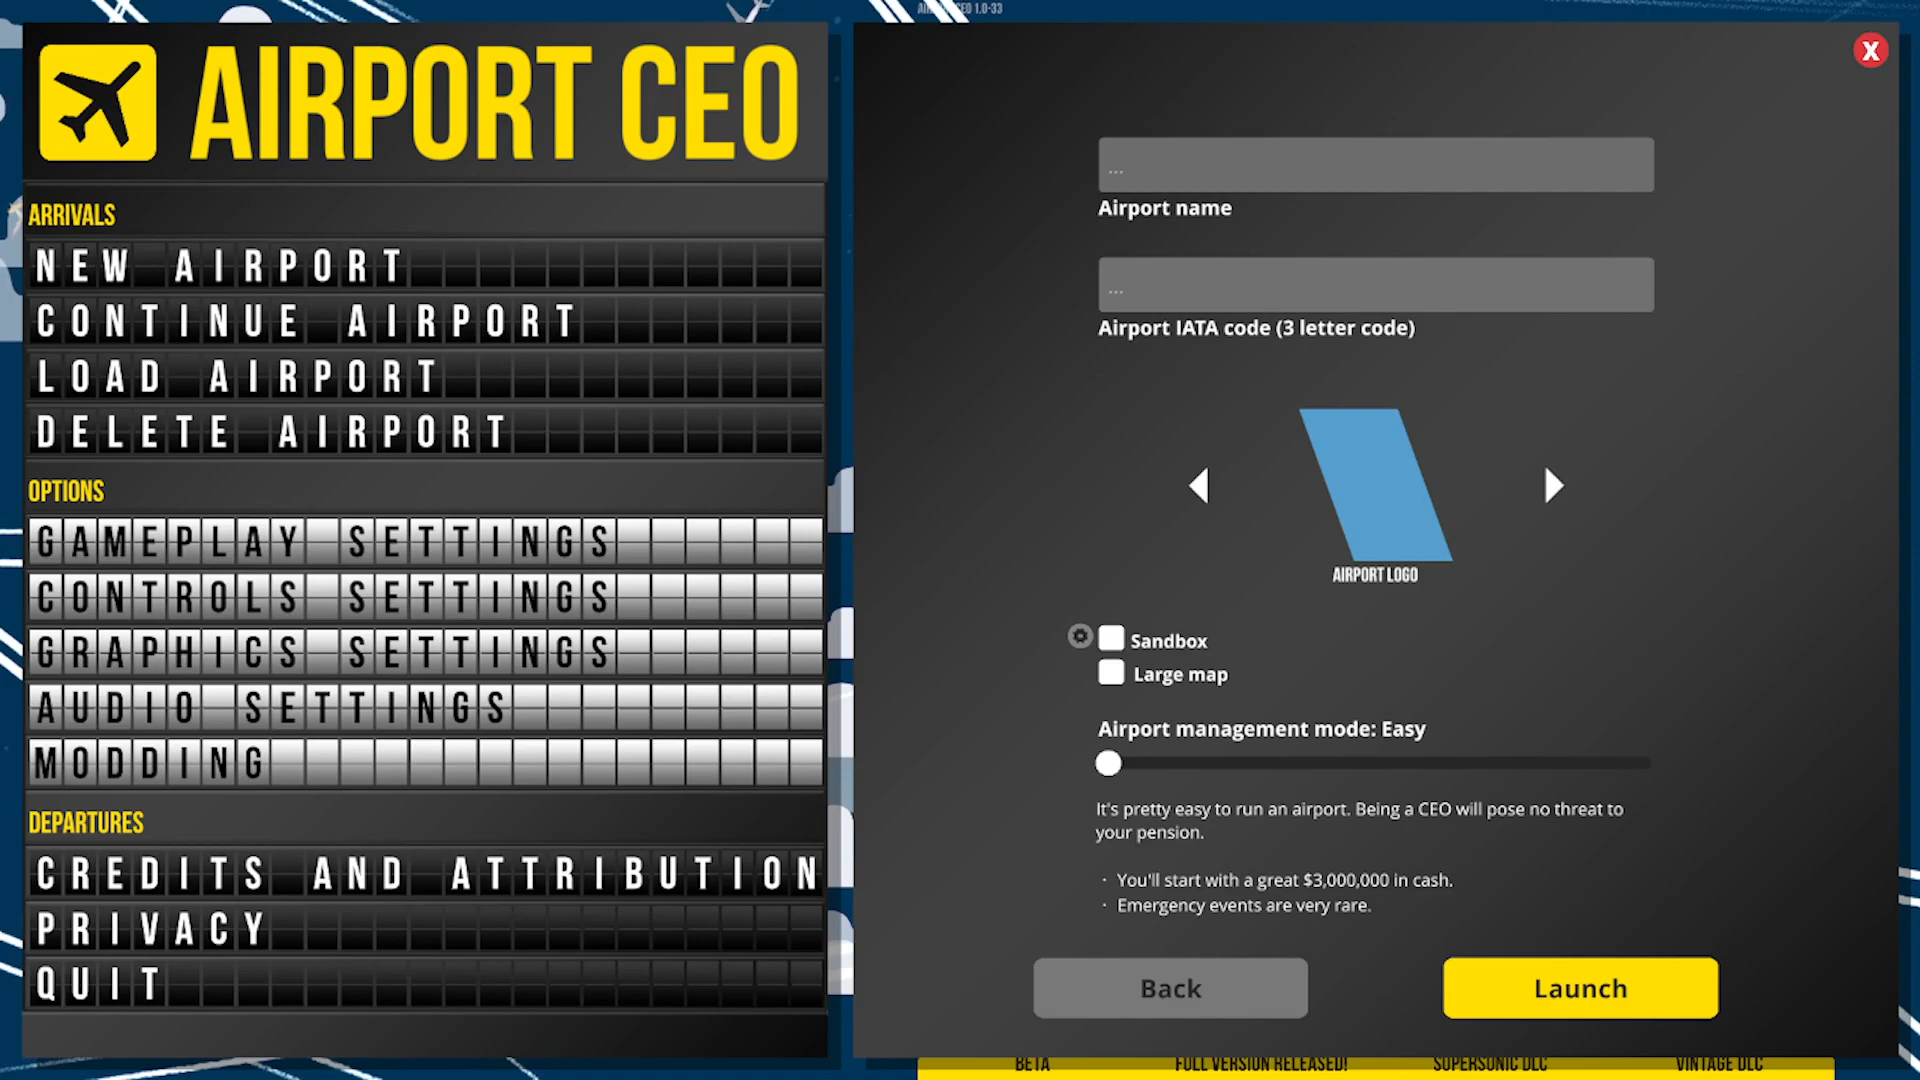 CEO 1.0-33
AIRPORT CEO
ARRIVALS
NEW AIRPORT
CONTINUE AIRPORT
LOAD AIRPORT
DELETE AIRPORT
OPTIONS
GAMEPLAY SETTINGS
CONTROLS SETTINGS
GRAPHICS SETTINGS
AUDIO SETTINGS
MODDING
DEPARTURES
CREDITS AND ATTRIBUTION
PRIVACY
QUIT
X
...
Airport name
...
Airport IATA code (3 letter code)
AIRPORT LOGO
Sandbox
Large map
Airport management mode: Easy
It's pretty easy to run an airport. Being a CEO will pose no threat to
your pension.
· You'll start with a great $3,000,000 in cash.
· Emergency events are very rare.
Back
Launch
BETA
FULL VERSION RELEASED!
SUPERSONIC DLC
VINTAGE DLC